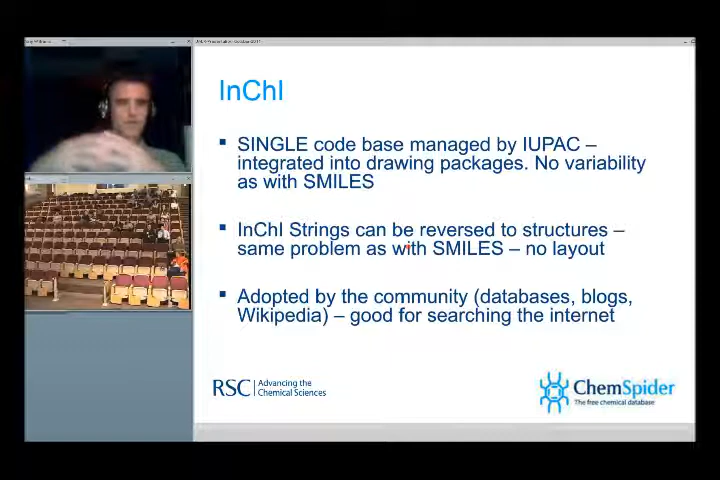 InChI
SINGLE code base managed by IUPAC –
integrated into drawing packages. No variability
as with SMILES
InChI Strings can be reversed to structures –
same problem as with SMILES – no layout
Adopted by the community (databases, blogs,
Wikipedia) – good for searching the internet
RSC | Advancing the
Chemical Sciences
ChemSpider
The free chemical database